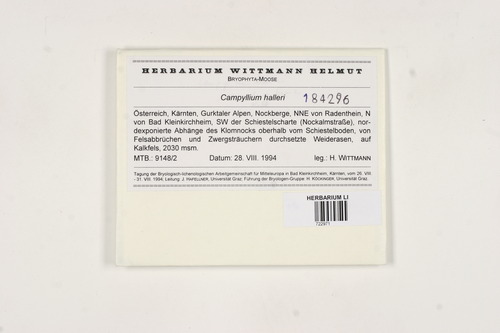 HERBARIUM WITTMANN HELMUT
BRYOPHYTA-MOOSE
Campyllium halleri 184296
Österreich, Kärnten, Gurktaler Alpen, Nockberge, NNE von Radenthein, N
von Bad Kleinkirchheim, SW der Schiestelscharte (Nockalmstraße), nor-
dexponierte Abhänge des Klomnocks oberhalb vom Schiestelboden, von
Felsabbrüchen und Zwergsträuchern durchsetzte Weiderasen, auf
Kalkfels, 2030 msm.
MTB.: 9148/2 Datum: 28. VIII. 1994 leg.: H. WITTMANN
Tagung der Bryologisch-lichenologischen Arbeitsgemeinschaft für Mitteleuropa in Bad Kleinkirchheim, Kärnten, vom 26. VIII.
- 31. VIII. 1994. Leitung: J. HAFELLNER, Universität Graz. Führung der Bryologen-Gruppe: H. KÖCKINGER, Universität Graz.
HERBARIUM LI